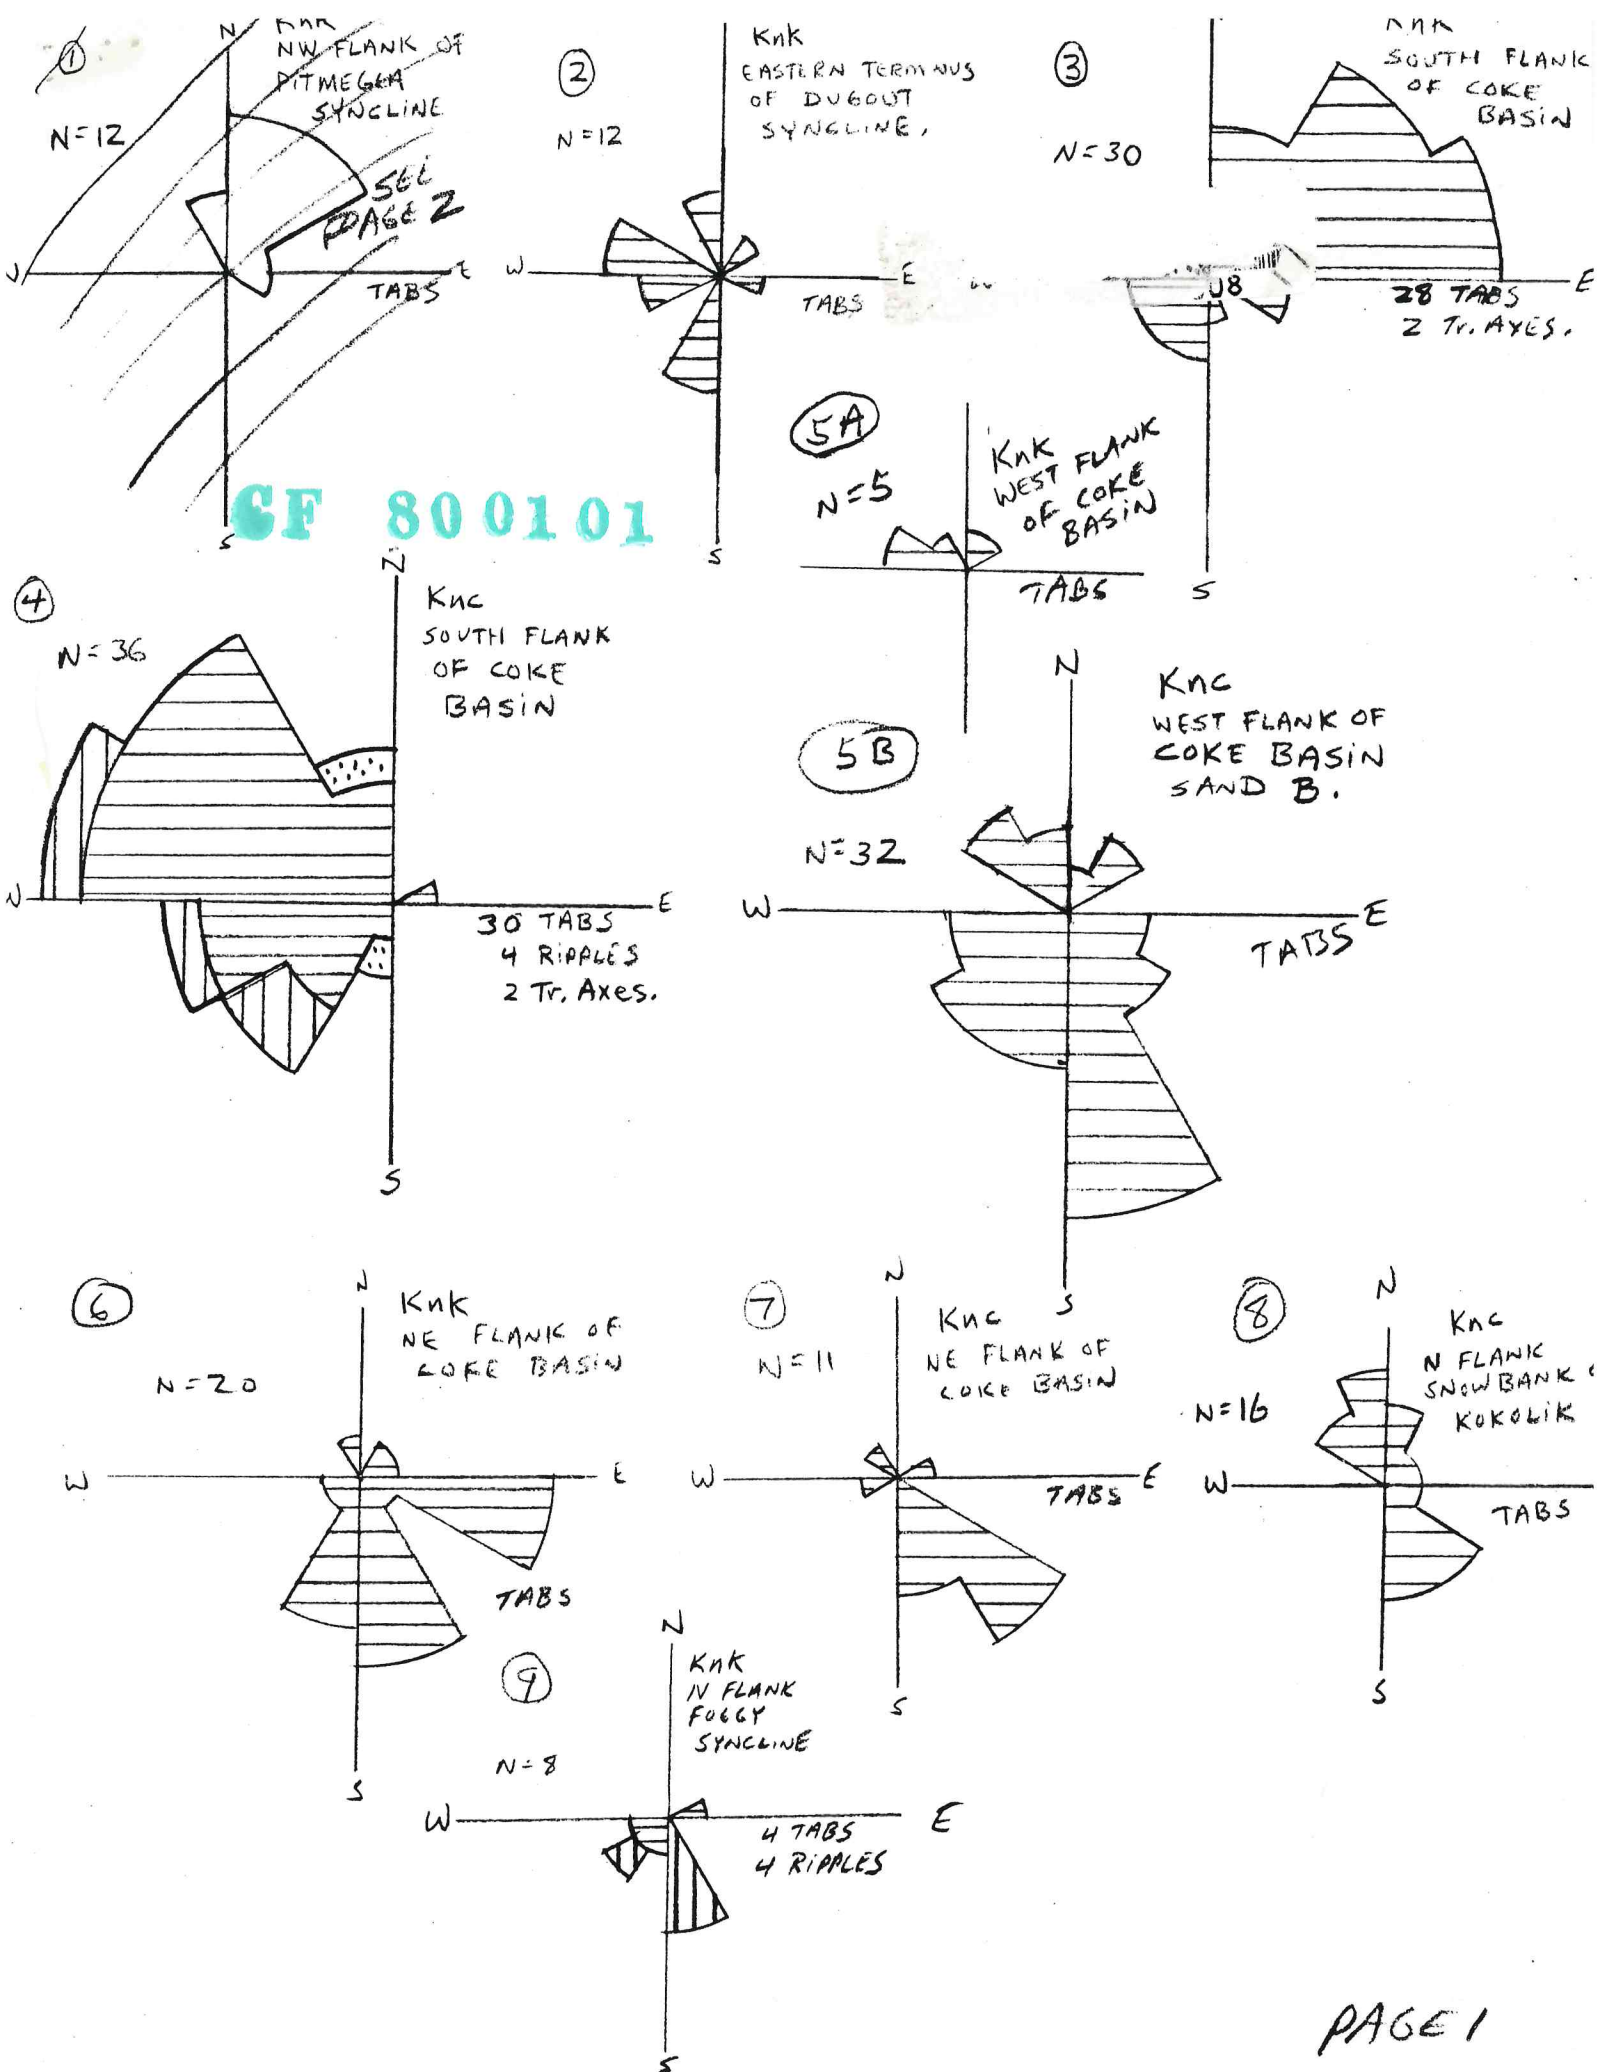 ①
N
KnK
NW FLANK OF
PITMEGEA
SYNCLINE
N=12
SEE
PAGE 2
E
TABS
S
②
KnK
EASTERN TERMINUS
OF DUGOUT
SYNCLINE.
N=12
W
E
TABS
S
③
KnK
SOUTH FLANK
OF COKE
BASIN
N=30
W
E
28 TABS
2 Tr. AXES.
S
GF 800101
5A
KnK
WEST FLANK
OF COKE
BASIN
N=5
TABS
④
N
Knc
SOUTH FLANK
OF COKE
BASIN
N=36
E
30 TABS
4 RIPPLES
2 Tr. Axes.
S
5B
N
Knc
WEST FLANK OF
COKE BASIN
SAND B.
N=32
W
E
TABS
S
⑥
N
KnK
NE FLANK OF
COKE BASIN
N=20
W
E
TABS
S
⑦
N
Knc
NE FLANK OF
COKE BASIN
N=11
W
E
TABS
S
⑧
N
Knc
N FLANK
SNOWBANK
KOKOLIK
N=16
W
TABS
S
⑨
N
KnK
N FLANK
FOGGY
SYNCLINE
N=8
W
E
4 TABS
4 RIPPLES
S
PAGE 1